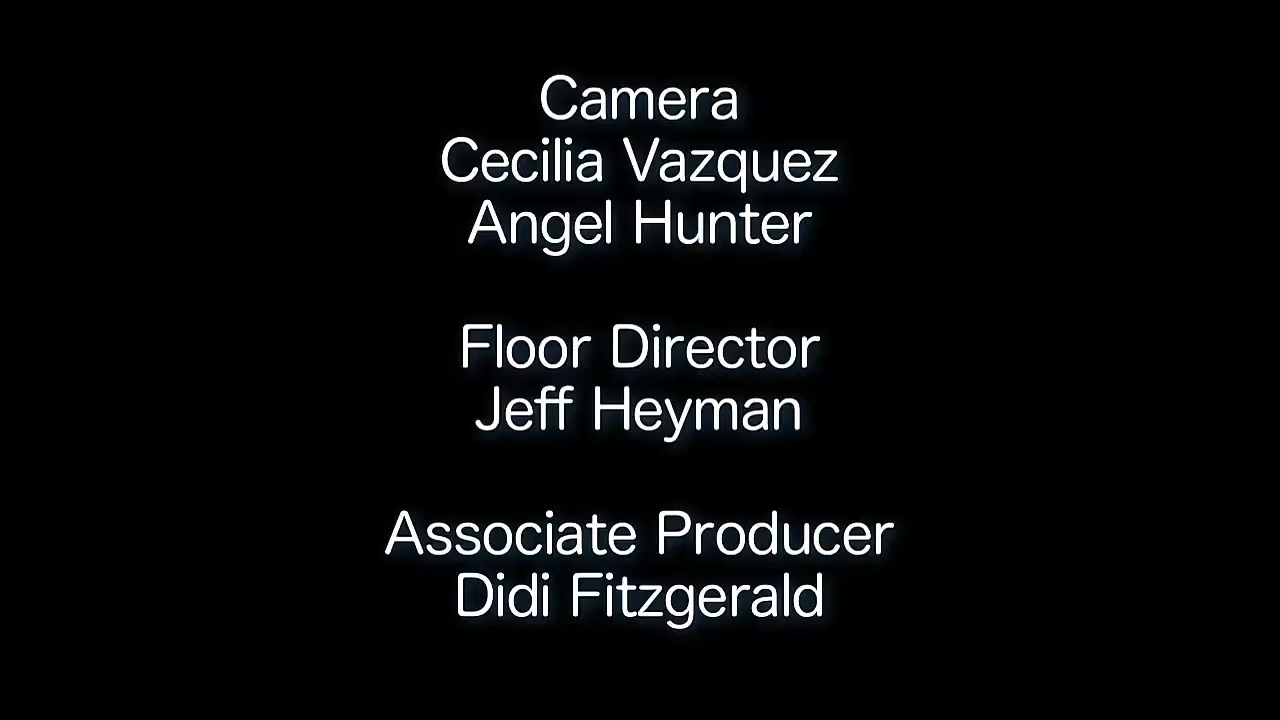 Camera
Cecilia Vazquez
Angel Hunter
Floor Director
Jeff Heyman
Associate Producer
Didi Fitzgerald